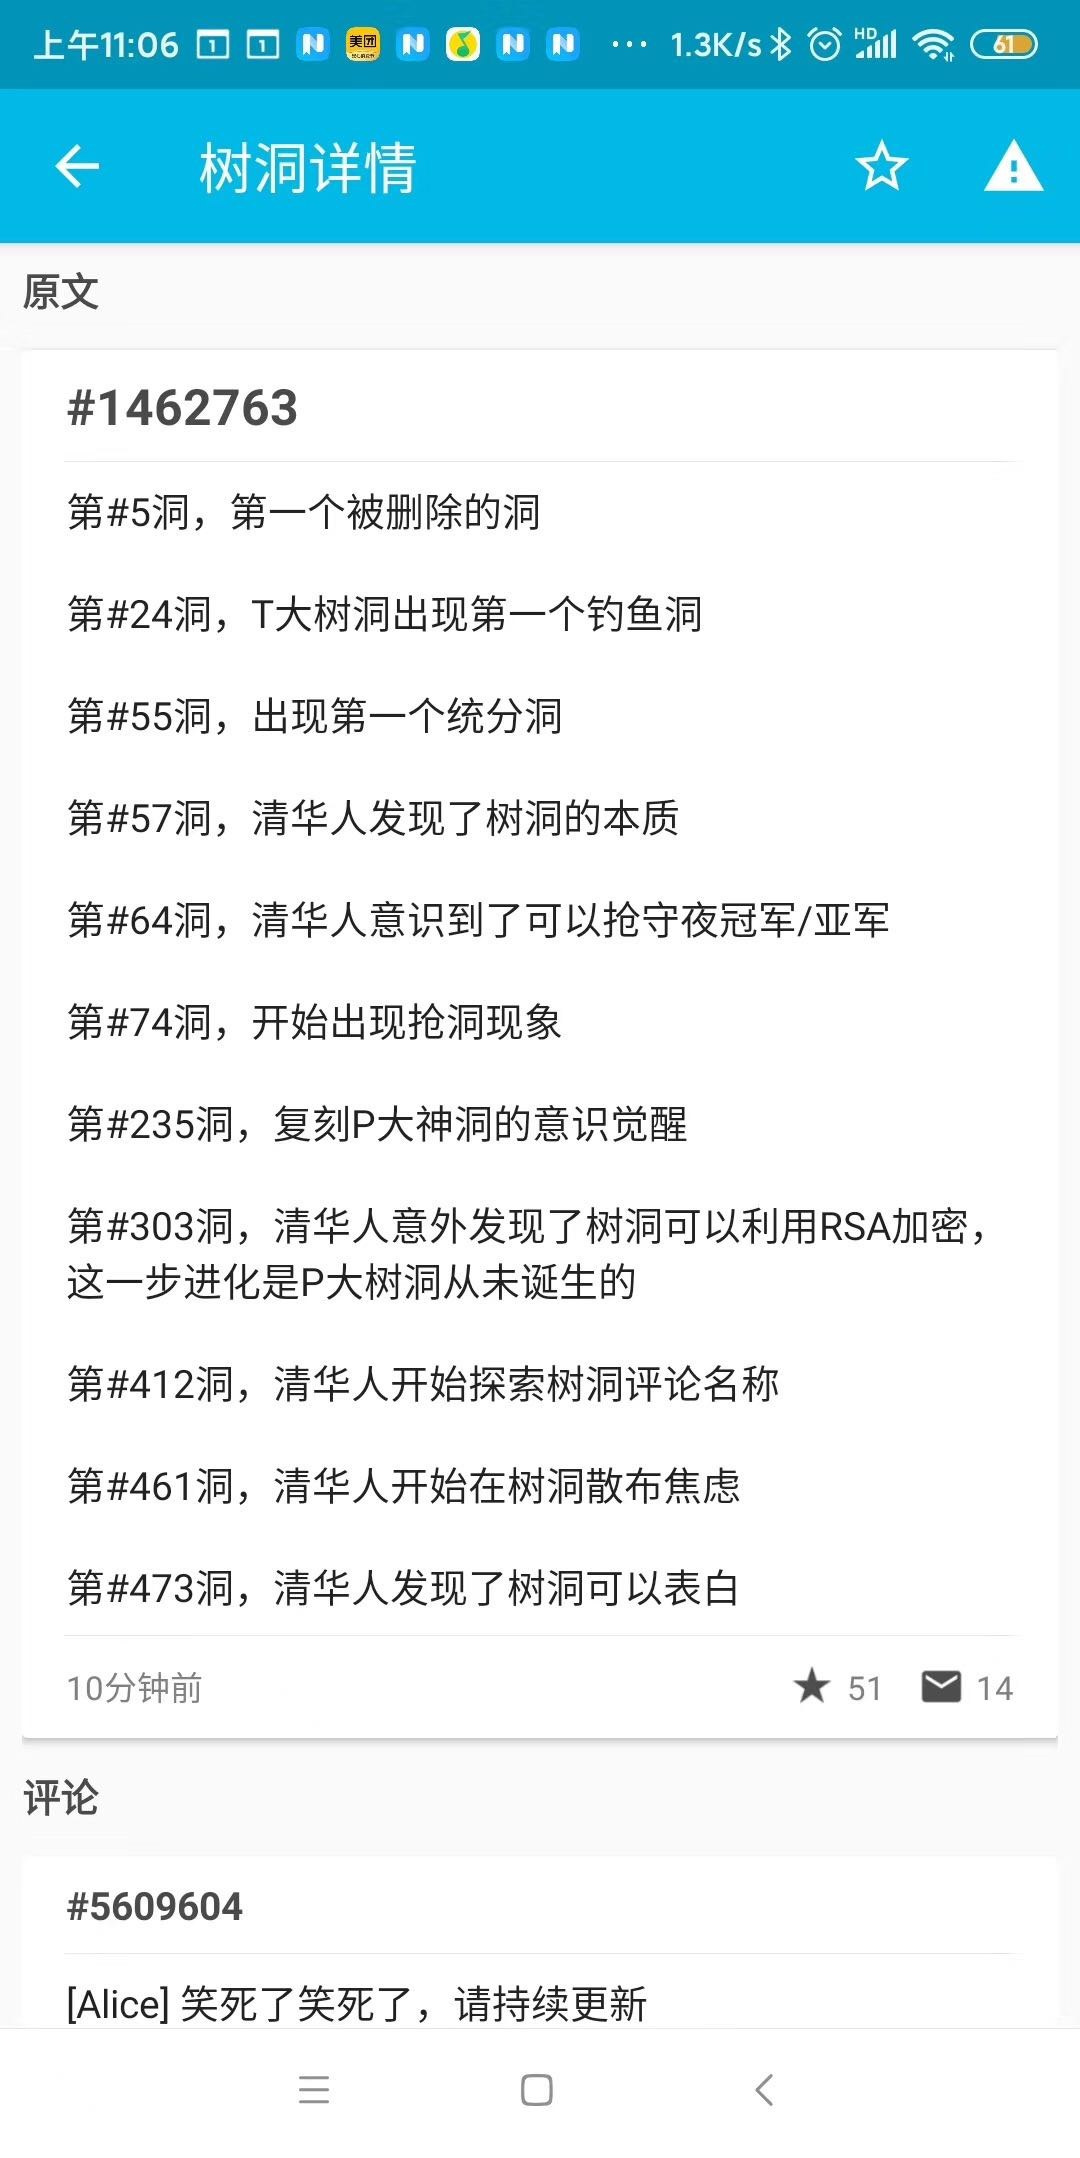 上午11:06 1 1 N 美团 N N N ··· 1.3K/s HD 61
树洞详情
原文
#1462763
第#5洞，第一个被删除的洞
第#24洞，T大树洞出现第一个钓鱼洞
第#55洞，出现第一个统分洞
第#57洞，清华人发现了树洞的本质
第#64洞，清华人意识到了可以抢守夜冠军/亚军
第#74洞，开始出现抢洞现象
第#235洞，复刻P大神洞的意识觉醒
第#303洞，清华人意外发现了树洞可以利用RSA加密，
这一步进化是P大树洞从未诞生的
第#412洞，清华人开始探索树洞评论名称
第#461洞，清华人开始在树洞散布焦虑
第#473洞，清华人发现了树洞可以表白
10分钟前 51 14
评论
#5609604
[Alice] 笑死了笑死了，请持续更新